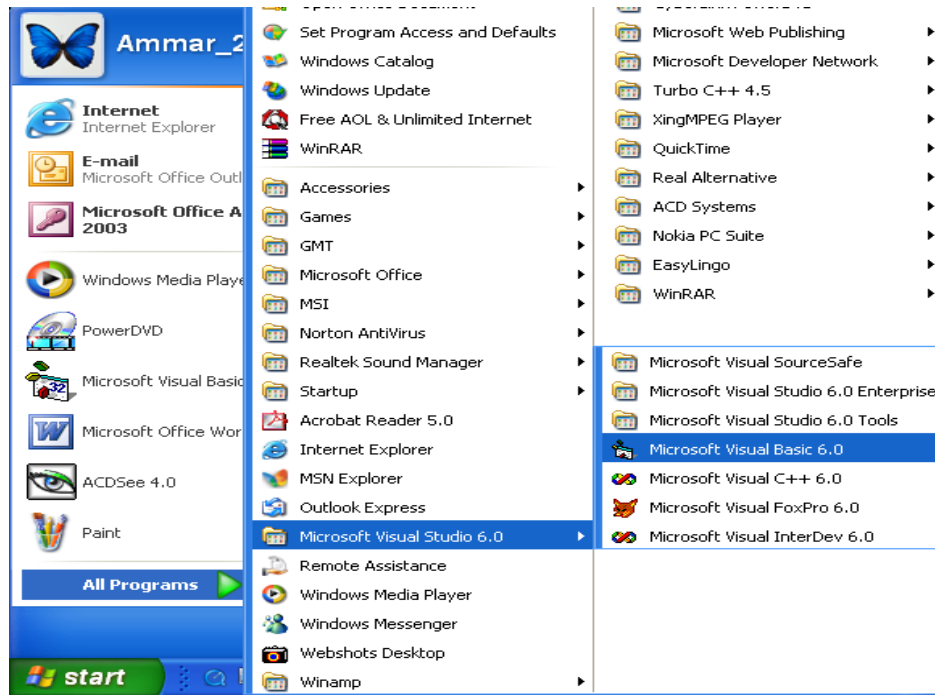 Ammar_2
Internet
Internet Explorer
E-mail
Microsoft Office Outl
Microsoft Office A
2003
Windows Media Playe
PowerDVD
Microsoft Visual Basic
Microsoft Office Wor
ACDSee 4.0
Paint
All Programs
start
Open Office Document
Set Program Access and Defaults
Windows Catalog
Windows Update
Free AOL & Unlimited Internet
WinRAR
Accessories
Games
GMT
Microsoft Office
MSI
Norton AntiVirus
Realtek Sound Manager
Startup
Acrobat Reader 5.0
Internet Explorer
MSN Explorer
Outlook Express
Microsoft Visual Studio 6.0
Remote Assistance
Windows Media Player
Windows Messenger
Webshots Desktop
Winamp
Microsoft Web Publishing
Microsoft Developer Network
Turbo C++ 4.5
XingMPEG Player
QuickTime
Real Alternative
ACD Systems
Nokia PC Suite
EasyLingo
WinRAR
Microsoft Visual SourceSafe
Microsoft Visual Studio 6.0 Enterprise
Microsoft Visual Studio 6.0 Tools
Microsoft Visual Basic 6.0
Microsoft Visual C++ 6.0
Microsoft Visual FoxPro 6.0
Microsoft Visual InterDev 6.0